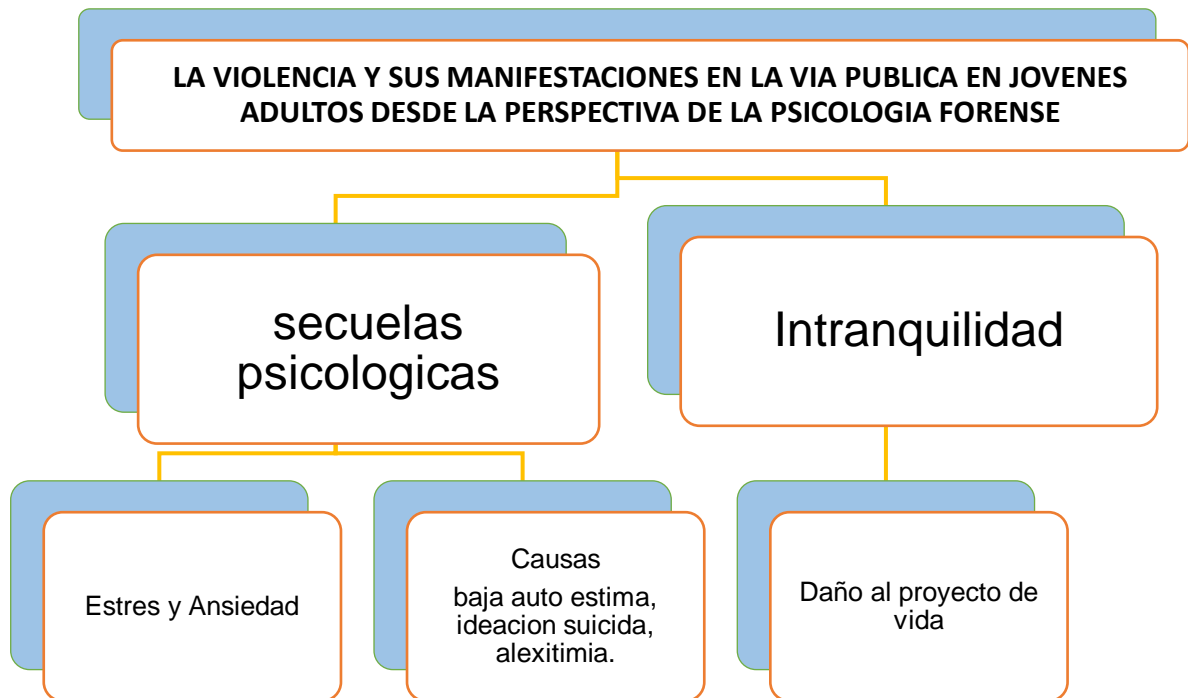 LA VIOLENCIA Y SUS MANIFESTACIONES EN LA VIA PUBLICA EN JOVENES
ADULTOS DESDE LA PERSPECTIVA DE LA PSICOLOGIA FORENSE
secuelas
psicologicas
Intranquilidad
Estres y Ansiedad
Causas
baja auto estima,
ideacion suicida,
alexitimia.
Daño al proyecto de
vida